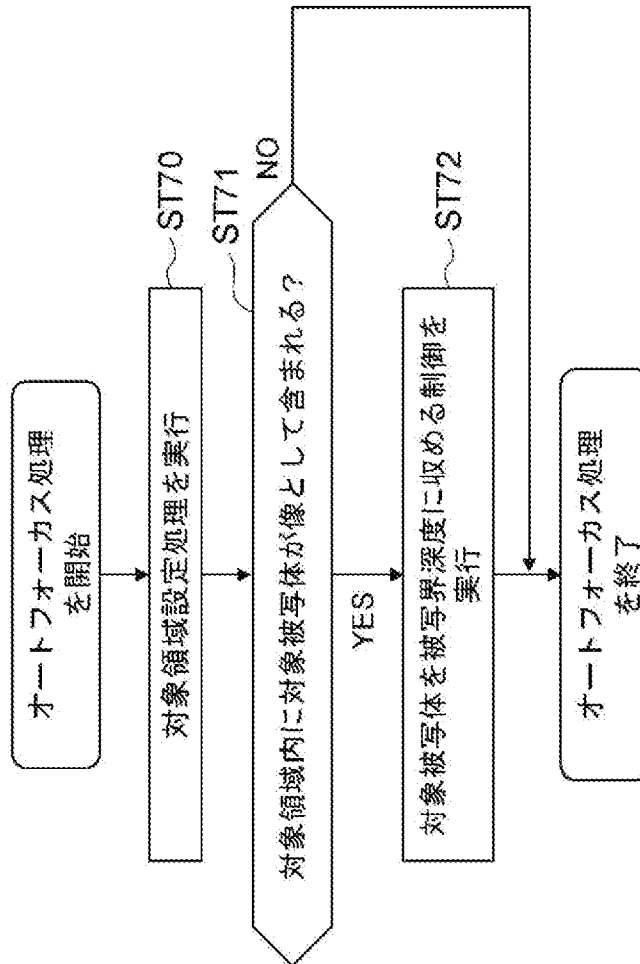 オートフォーカス処理
を開始
ST70
対象領域設定処理を実行
ST71
対象領域内に対象被写体が像として含まれる？
NO
YES
ST72
対象被写体を被写界深度に収める制御を
実行
オートフォーカス処理
を終了